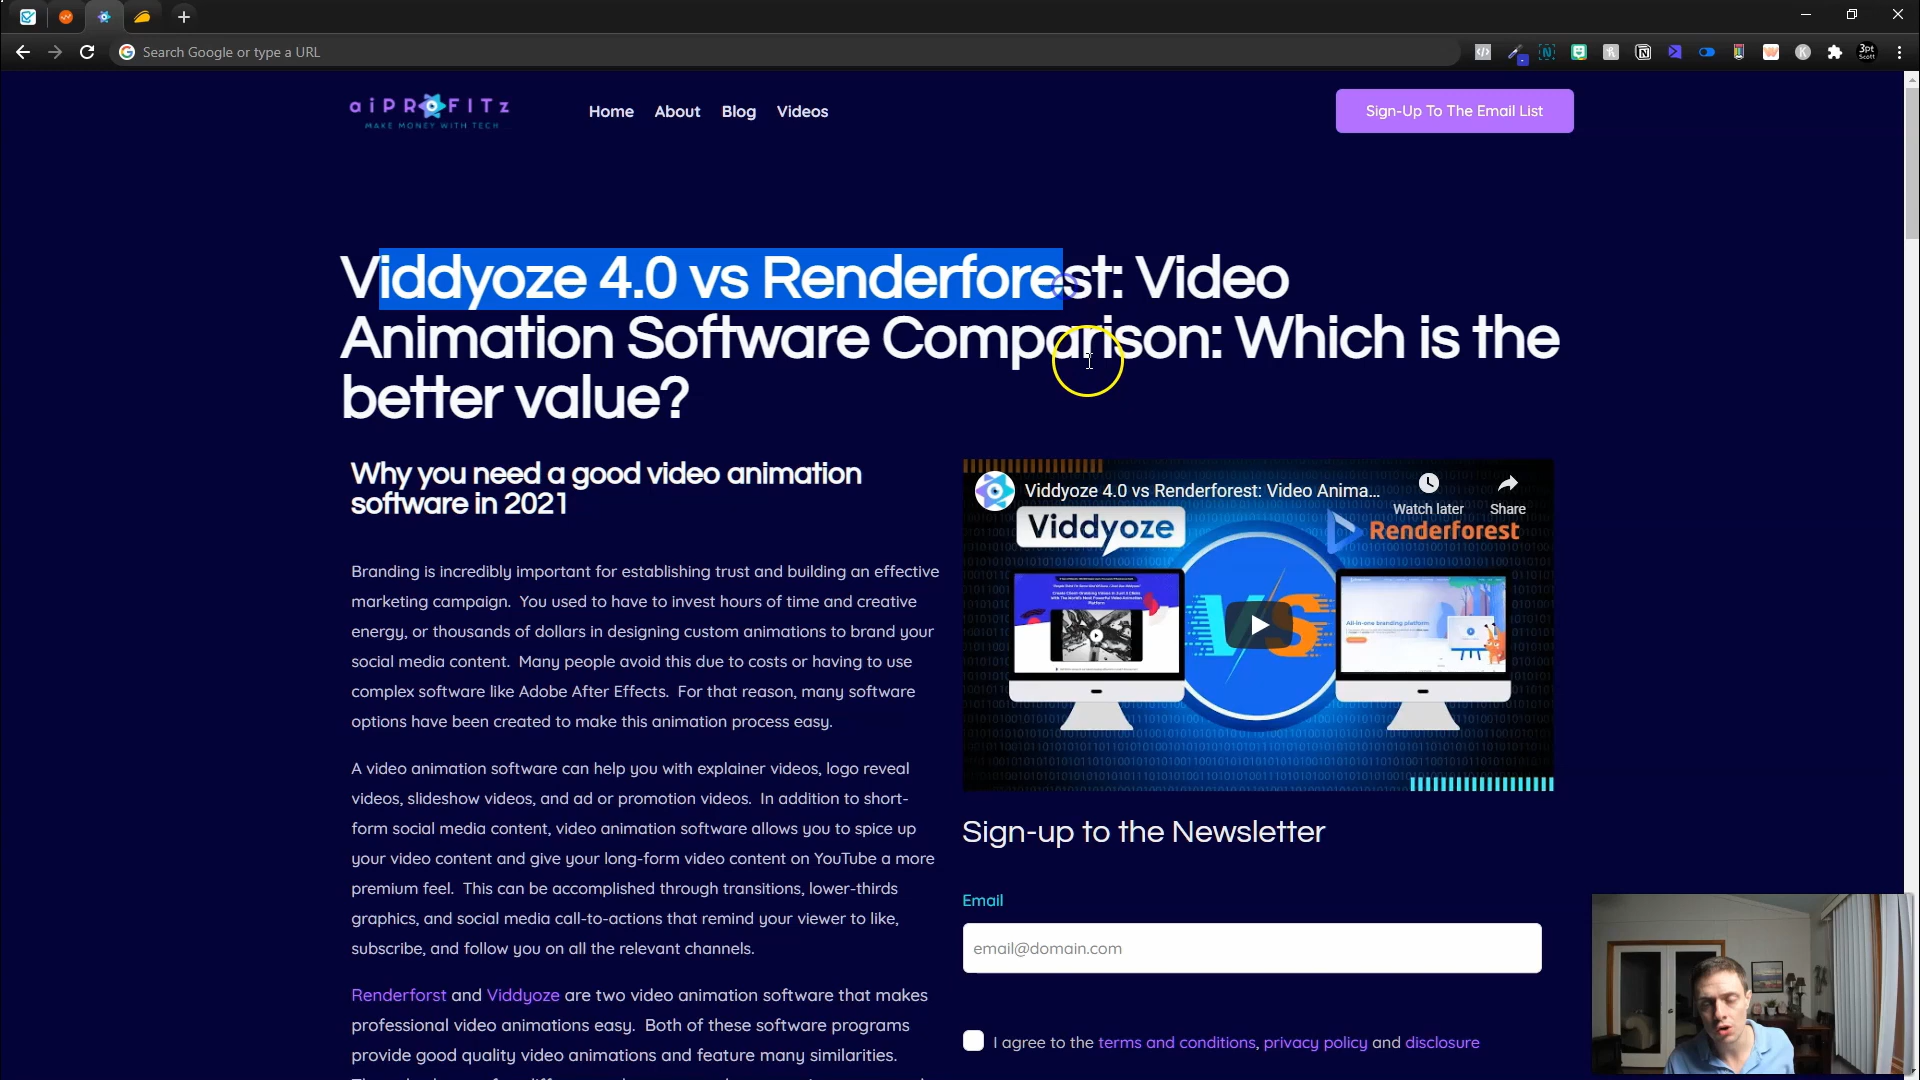 Search Google or type a URL
3pt
Scott
aiPROFITz
MAKE MONEY WITH TECH
Home
About
Blog
Videos
Sign-Up To The Email List
Viddyoze 4.0 vs Renderforest: Video
Animation Software Comparison: Which is the
better value?
Why you need a good video animation
software in 2021
Branding is incredibly important for establishing trust and building an effective
marketing campaign. You used to have to invest hours of time and creative
energy, or thousands of dollars in designing custom animations to brand your
social media content. Many people avoid this due to costs or having to use
complex software like Adobe After Effects. For that reason, many software
options have been created to make this animation process easy.
A video animation software can help you with explainer videos, logo reveal
videos, slideshow videos, and ad or promotion videos. In addition to short-
form social media content, video animation software allows you to spice up
your video content and give your long-form video content on YouTube a more
premium feel. This can be accomplished through transitions, lower-thirds
graphics, and social media call-to-actions that remind your viewer to like,
subscribe, and follow you on all the relevant channels.
Renderforst and Viddyoze are two video animation software that makes
professional video animations easy. Both of these software programs
provide good quality video animations and feature many similarities.
Viddyoze 4.0 vs Renderforest: Video Anima...
Watch later
Share
Viddyoze
Renderforest
VS
All-in-one branding platform
Sign-up to the Newsletter
Email
email@domain.com
I agree to the terms and conditions, privacy policy and disclosure